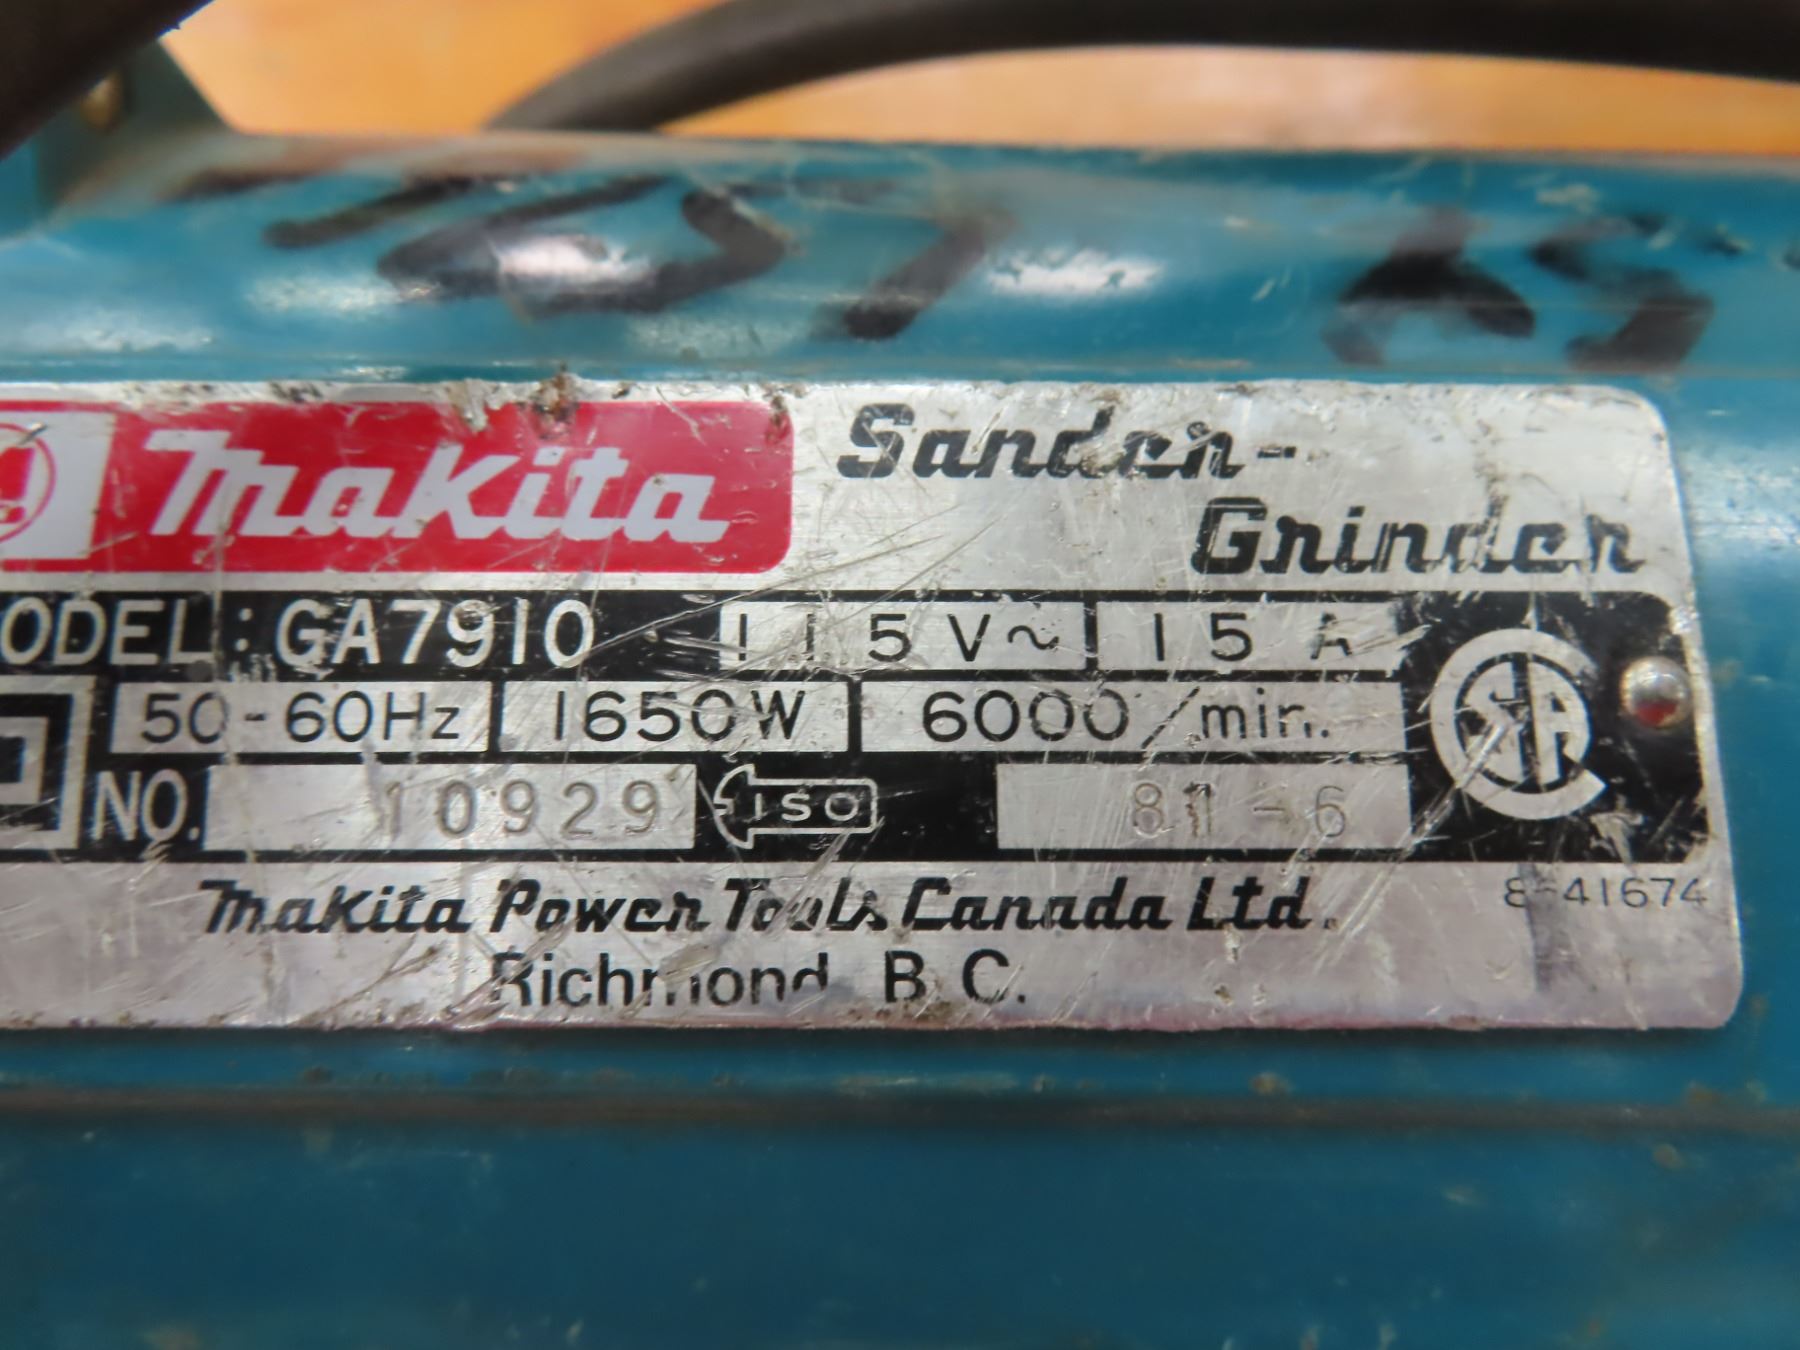 makita Sander-
Grinder
ODEL: GA7910 115V~ 15A
50-60Hz 1650W 6000/min.
NO. 10929 ISO 81-6
CSA
Makita Power Tools Canada Ltd.
Richmond B.C.